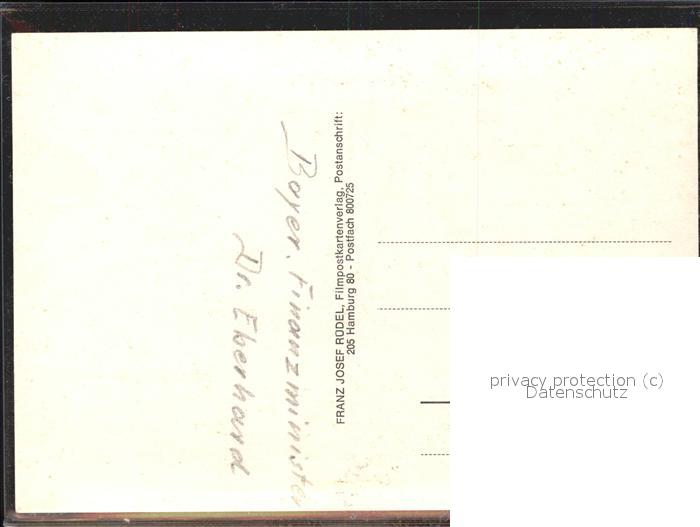 Bayer. Finanzminister
Dr. Eberhard
FRANZ JOSEF RÜDEL, Filmpostkartenverlag, Postanschrift:
205 Hamburg 80 - Postfach 800725
privacy protection (c)
Datenschutz